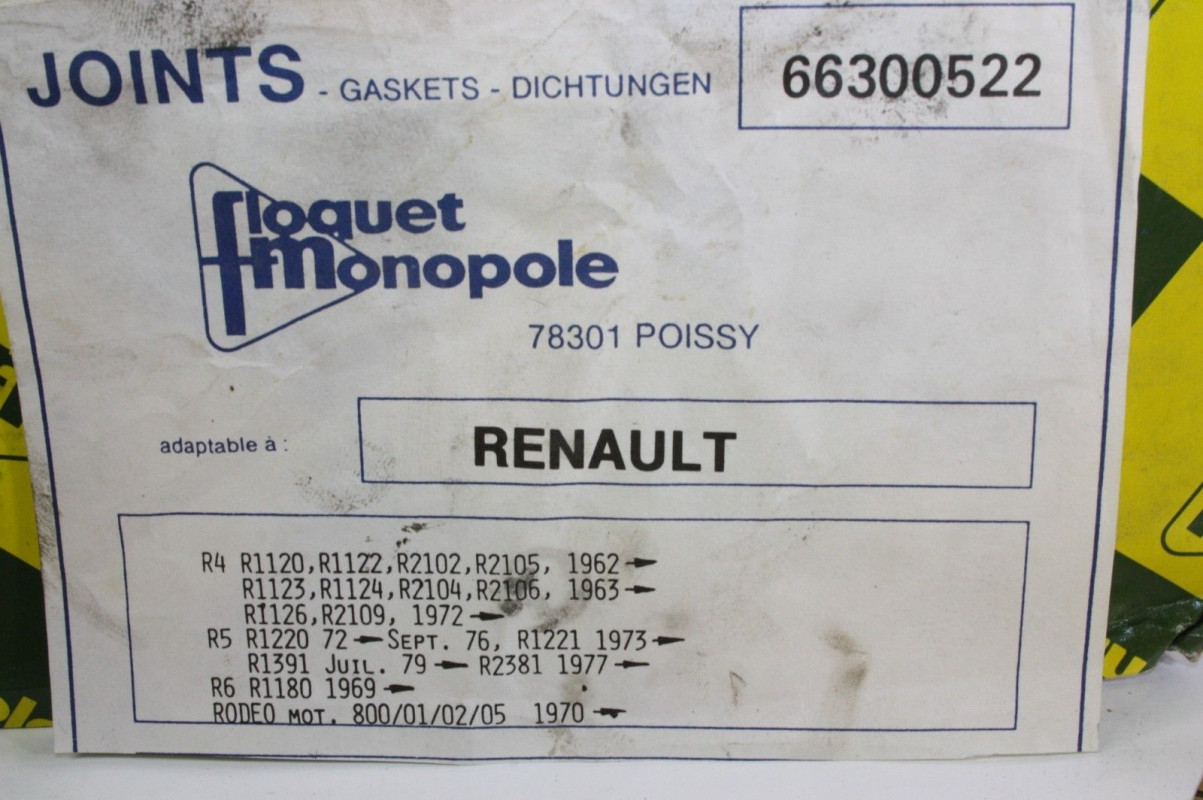 JOINTS - GASKETS - DICHTUNGEN
66300522
floquet
monopole
78301 POISSY
adaptable à :
RENAULT
R4 R1120,R1122,R2102,R2105, 1962 →
R1123,R1124,R2104,R2106, 1963 →
R1126,R2109, 1972 →
R5 R1220 72 → SEPT. 76, R1221 1973 →
R1391 JUIL. 79 → R2381 1977 →
R6 R1180 1969 →
RODEO MOT. 800/01/02/05 1970 →